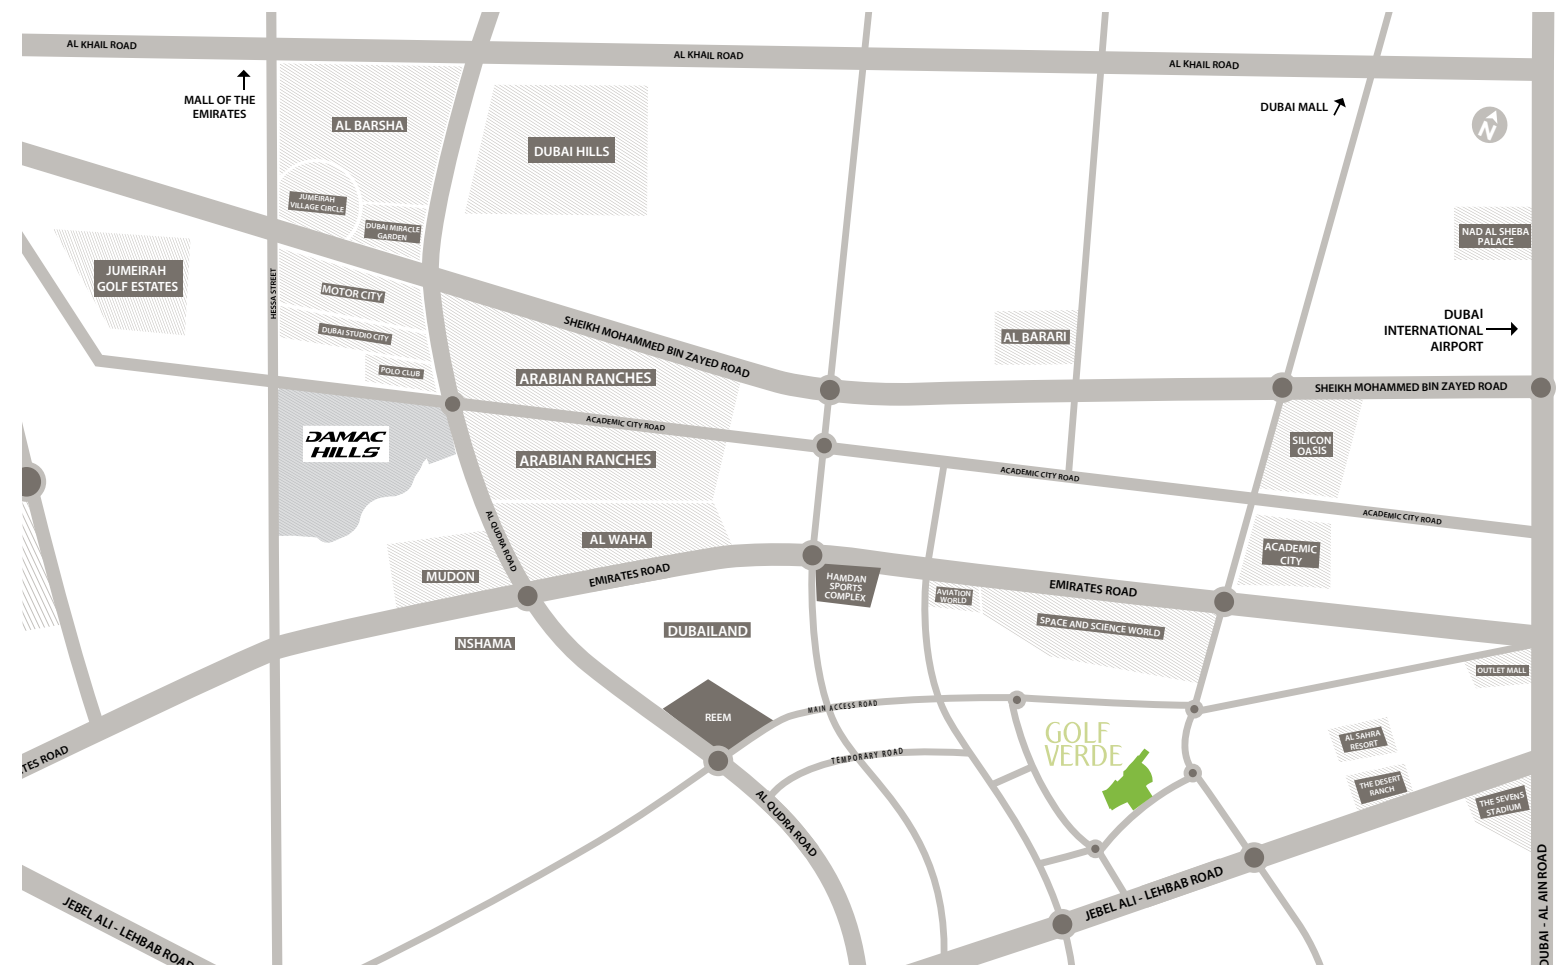 AL KHAIL ROAD
AL KHAIL ROAD
AL KHAIL ROAD
MALL OF THE
EMIRATES
DUBAI MALL
N
AL BARSHA
DUBAI HILLS
JUMEIRAH
VILLAGE CIRCLE
DUBAI MIRACLE
GARDEN
NAD AL SHEBA
PALACE
JUMEIRAH
GOLF ESTATES
HESSA STREET
MOTOR CITY
DUBAI STUDIO CITY
POLO CLUB
SHEIKH MOHAMMED BIN ZAYED ROAD
AL BARARI
DUBAI
INTERNATIONAL
AIRPORT
ARABIAN RANCHES
SHEIKH MOHAMMED BIN ZAYED ROAD
ACADEMIC CITY ROAD
DAMAC
HILLS
ARABIAN RANCHES
SILICON
OASIS
ACADEMIC CITY ROAD
ACADEMIC CITY ROAD
AL QUDRA ROAD
AL WAHA
ACADEMIC
CITY
MUDON
EMIRATES ROAD
HAMDAN
SPORTS
COMPLEX
AVIATION
WORLD
EMIRATES ROAD
SPACE AND SCIENCE WORLD
NSHAMA
DUBAILAND
OUTLET MALL
REEM
MAIN ACCESS ROAD
GOLF
VERDE
AL SAHRA
RESORT
TEMPORARY ROAD
TES ROAD
THE DESERT
RANCH
THE SEVENS
STADIUM
AL QUDRA ROAD
JEBEL ALI - LEHBAB ROAD
JEBEL ALI - LEHBAB ROAD
DUBAI - AL AIN ROAD